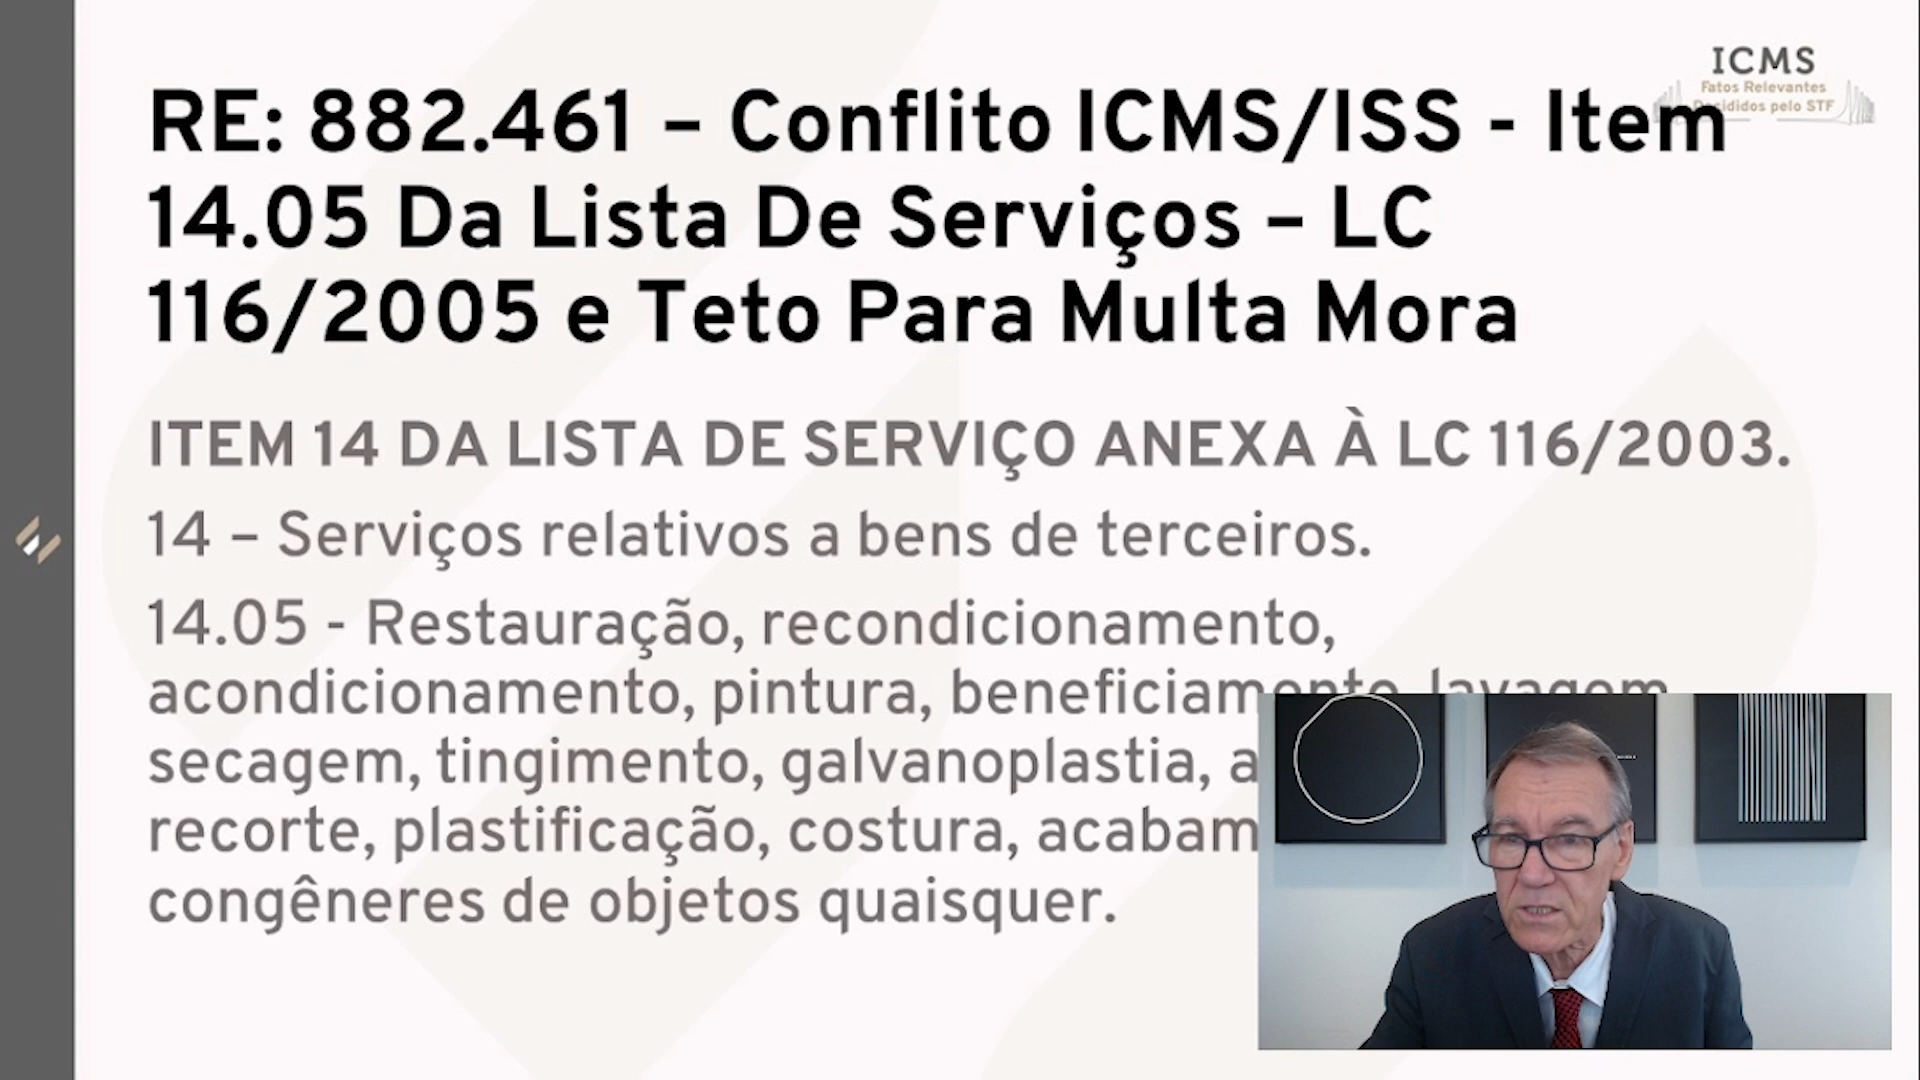 ICMS
Fatos Relevantes
Decididos pelo STF
RE: 882.461 – Conflito ICMS/ISS - Item
14.05 Da Lista De Serviços – LC
116/2005 e Teto Para Multa Mora
ITEM 14 DA LISTA DE SERVIÇO ANEXA À LC 116/2003.
14 – Serviços relativos a bens de terceiros.
14.05 - Restauração, recondicionamento,
acondicionamento, pintura, beneficiamento, lavagem
secagem, tingimento, galvanoplastia, a
recorte, plastificação, costura, acabam
congêneres de objetos quaisquer.